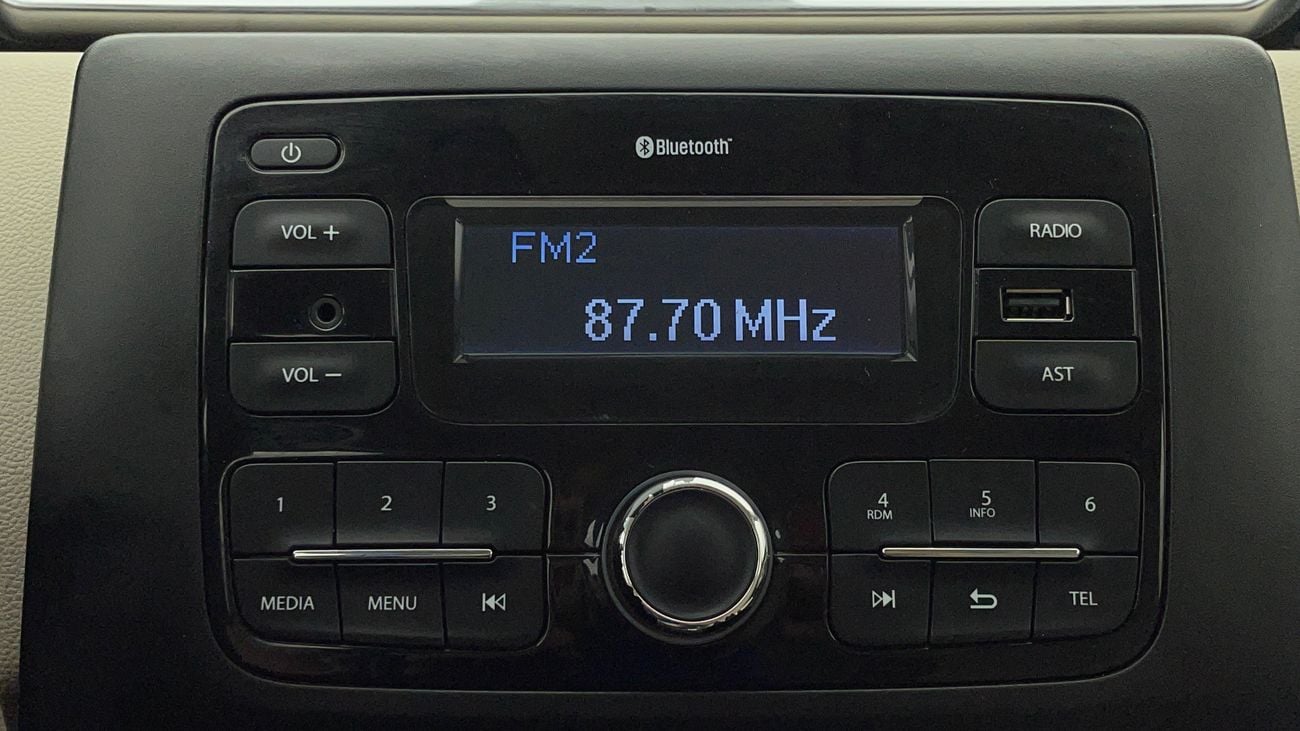 Bluetooth™
VOL +
FM2
RADIO
87.70 MHz
VOL −
AST
1 2 3
4 5 6
RDM INFO
MEDIA MENU
TEL